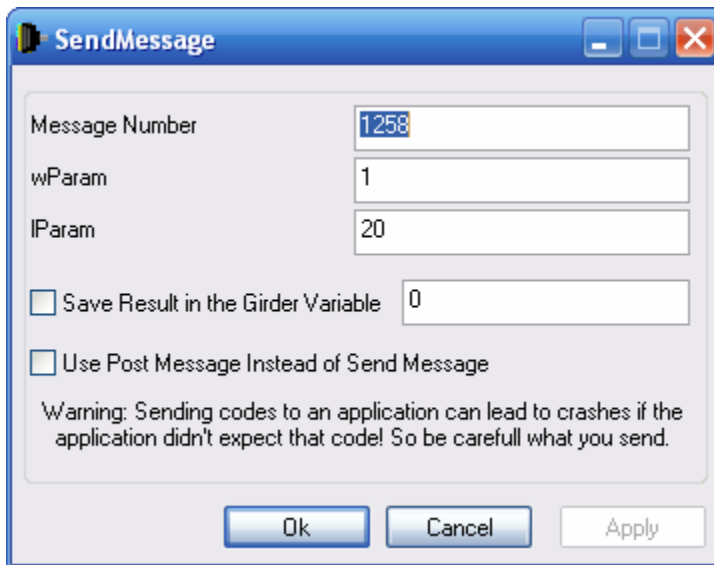 SendMessage
Message Number 1258
wParam 1
lParam 20
Save Result in the Girder Variable 0
Use Post Message Instead of Send Message
Warning: Sending codes to an application can lead to crashes if the
application didn't expect that code! So be carefull what you send.
Ok Cancel Apply